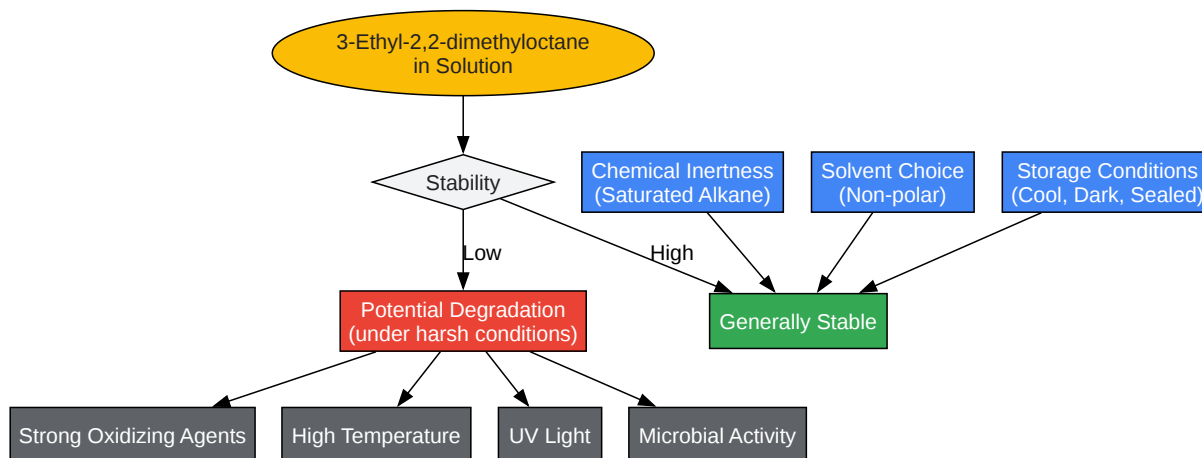 3-Ethyl-2,2-dimethyloctane
in Solution
Stability
Chemical Inertness
(Saturated Alkane)
Solvent Choice
(Non-polar)
Storage Conditions
(Cool, Dark, Sealed)
Low
High
Potential Degradation
(under harsh conditions)
Generally Stable
Strong Oxidizing Agents
High Temperature
UV Light
Microbial Activity